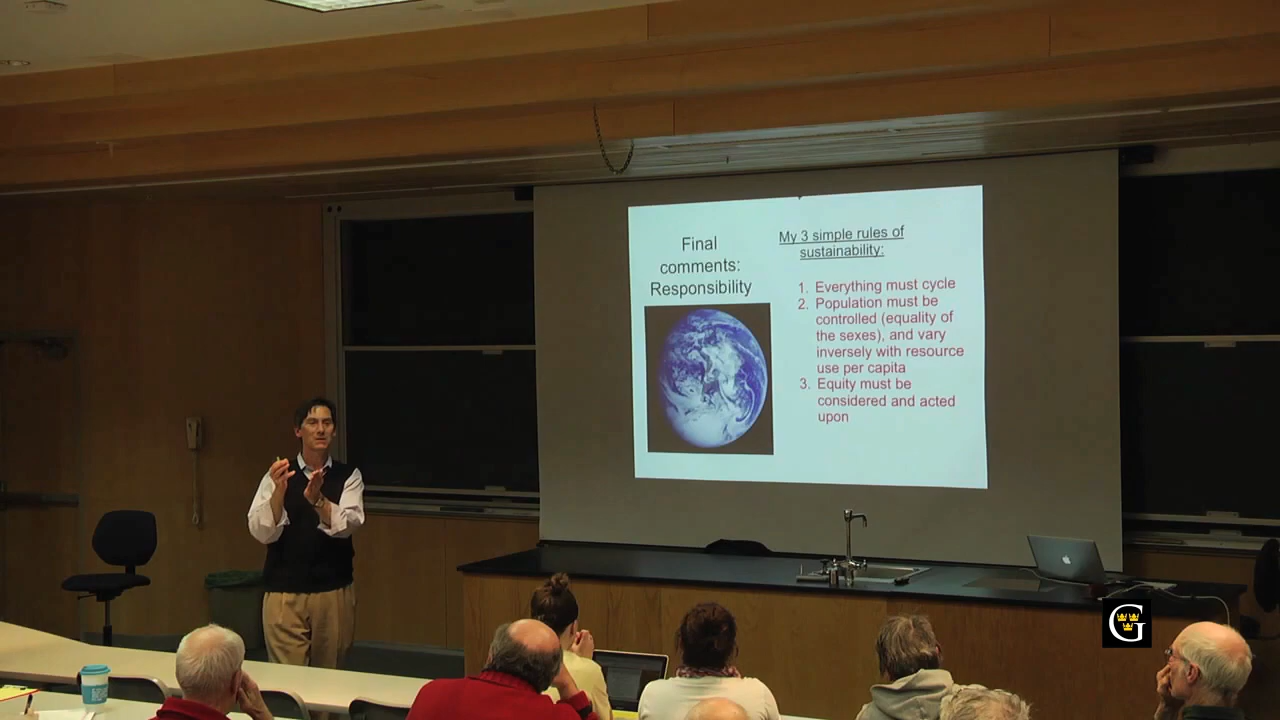 Final
comments:
Responsibility
My 3 simple rules of
sustainability:
1. Everything must cycle
2. Population must be
controlled (equality of
the sexes), and vary
inversely with resource
use per capita
3. Equity must be
considered and acted
upon
G